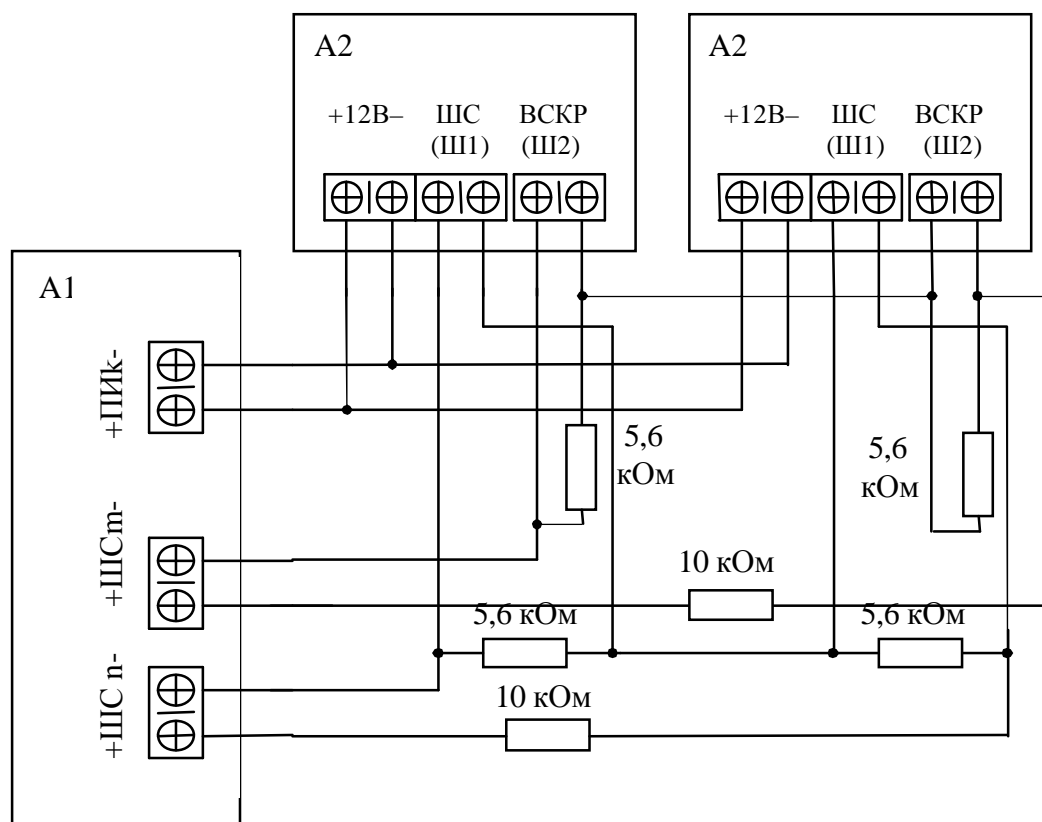 А2
+12В– ШС ВСКР
(Ш1) (Ш2)
А2
+12В– ШС ВСКР
(Ш1) (Ш2)
А1
+ПИk-
+ШСm-
+ШС n-
5,6
кОм
5,6
кОм
10 кОм
5,6 кОм
5,6 кОм
10 кОм